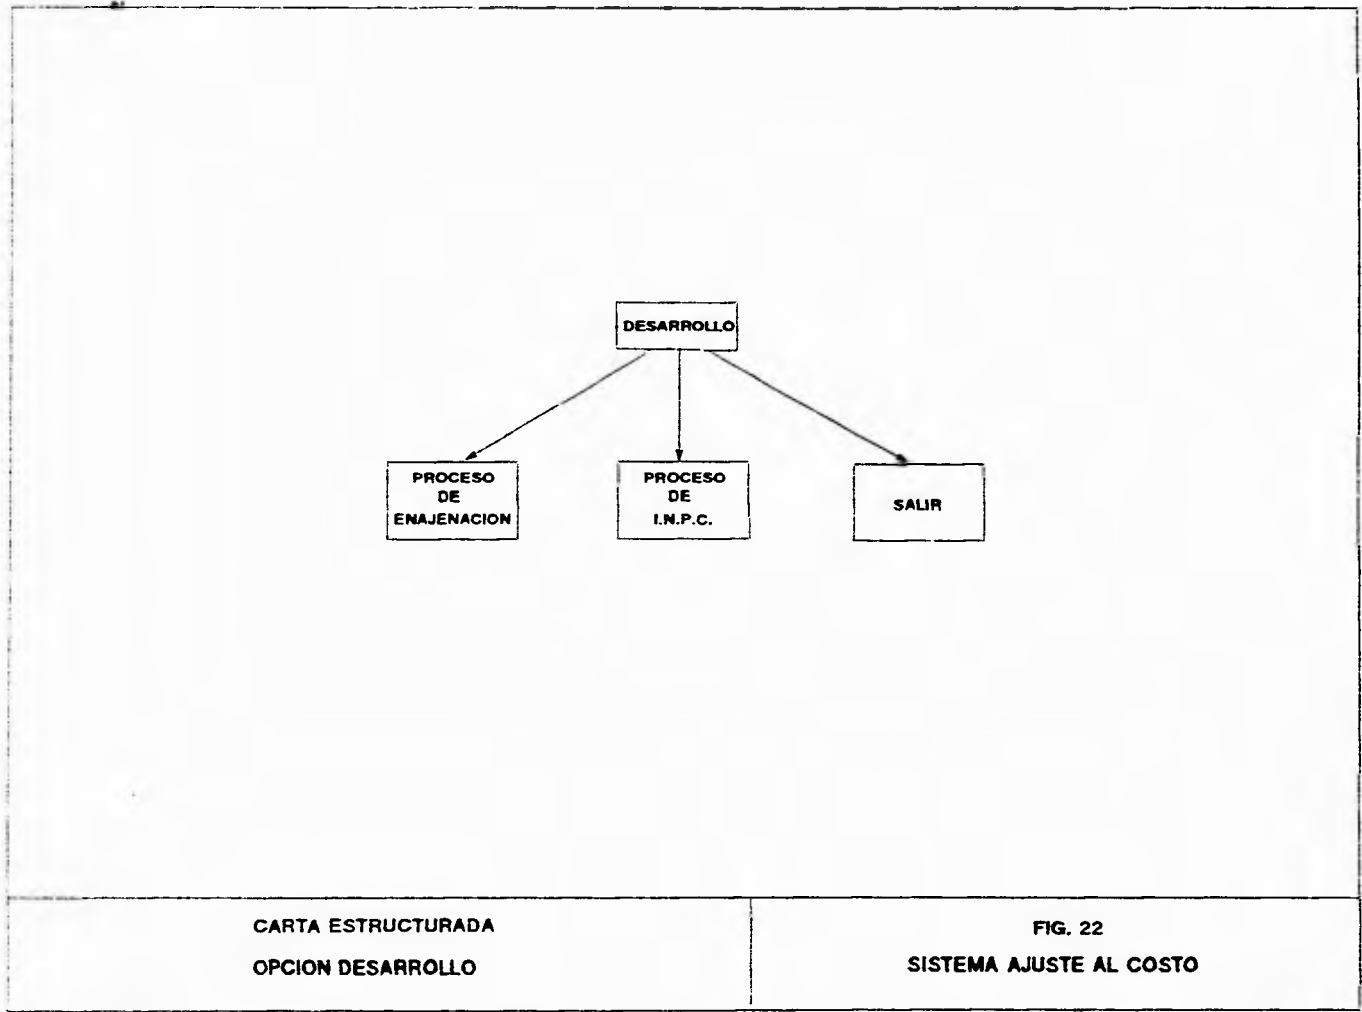 DESARROLLO
PROCESO
DE
ENAJENACION
PROCESO
DE
I.N.P.C.
SALIR
CARTA ESTRUCTURADA
OPCION DESARROLLO
FIG. 22
SISTEMA AJUSTE AL COSTO